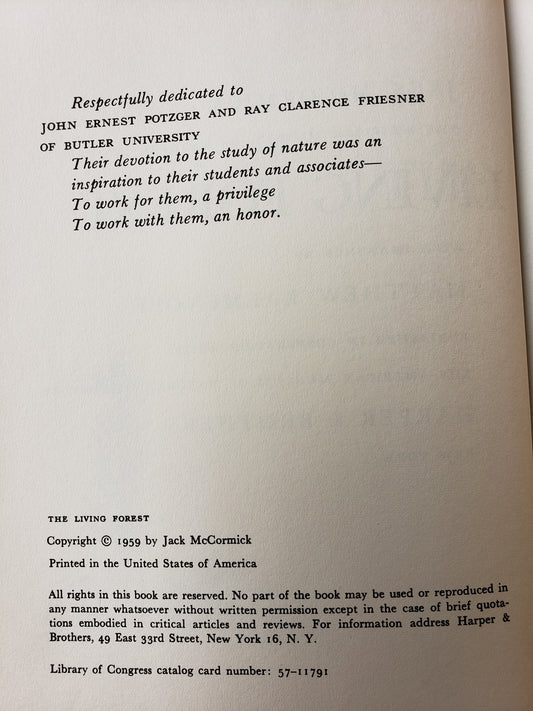 Respectfully dedicated to
JOHN ERNEST POTZGER AND RAY CLARENCE FRIESNER
OF BUTLER UNIVERSITY
Their devotion to the study of nature was an
inspiration to their students and associates—
To work for them, a privilege
To work with them, an honor.
THE LIVING FOREST
Copyright © 1959 by Jack McCormick
Printed in the United States of America
All rights in this book are reserved. No part of the book may be used or reproduced in
any manner whatsoever without written permission except in the case of brief quota-
tions embodied in critical articles and reviews. For information address Harper &
Brothers, 49 East 33rd Street, New York 16, N. Y.
Library of Congress catalog card number: 57-11791